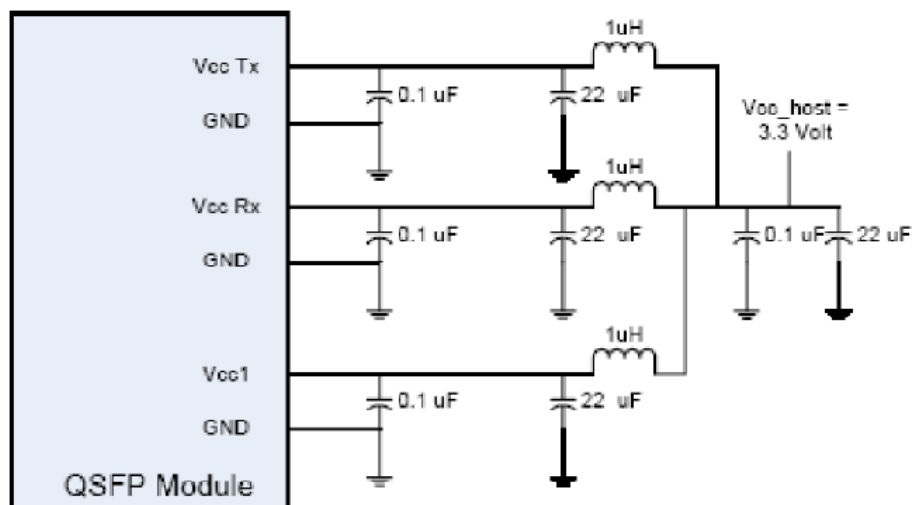 1uH
Vcc Tx
0.1 uF
22 uF
GND
Vcc_host =
3.3 Volt
1uH
Vcc Rx
0.1 uF
22 uF
0.1 uF
22 uF
GND
1uH
Vcc1
0.1 uF
22 uF
GND
QSFP Module